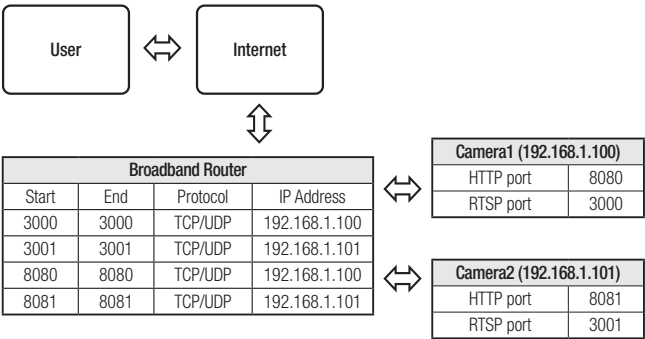 User
Internet
Broadband Router
Start End Protocol IP Address
3000 3000 TCP/UDP 192.168.1.100
3001 3001 TCP/UDP 192.168.1.101
8080 8080 TCP/UDP 192.168.1.100
8081 8081 TCP/UDP 192.168.1.101
Camera1 (192.168.1.100)
HTTP port 8080
RTSP port 3000
Camera2 (192.168.1.101)
HTTP port 8081
RTSP port 3001